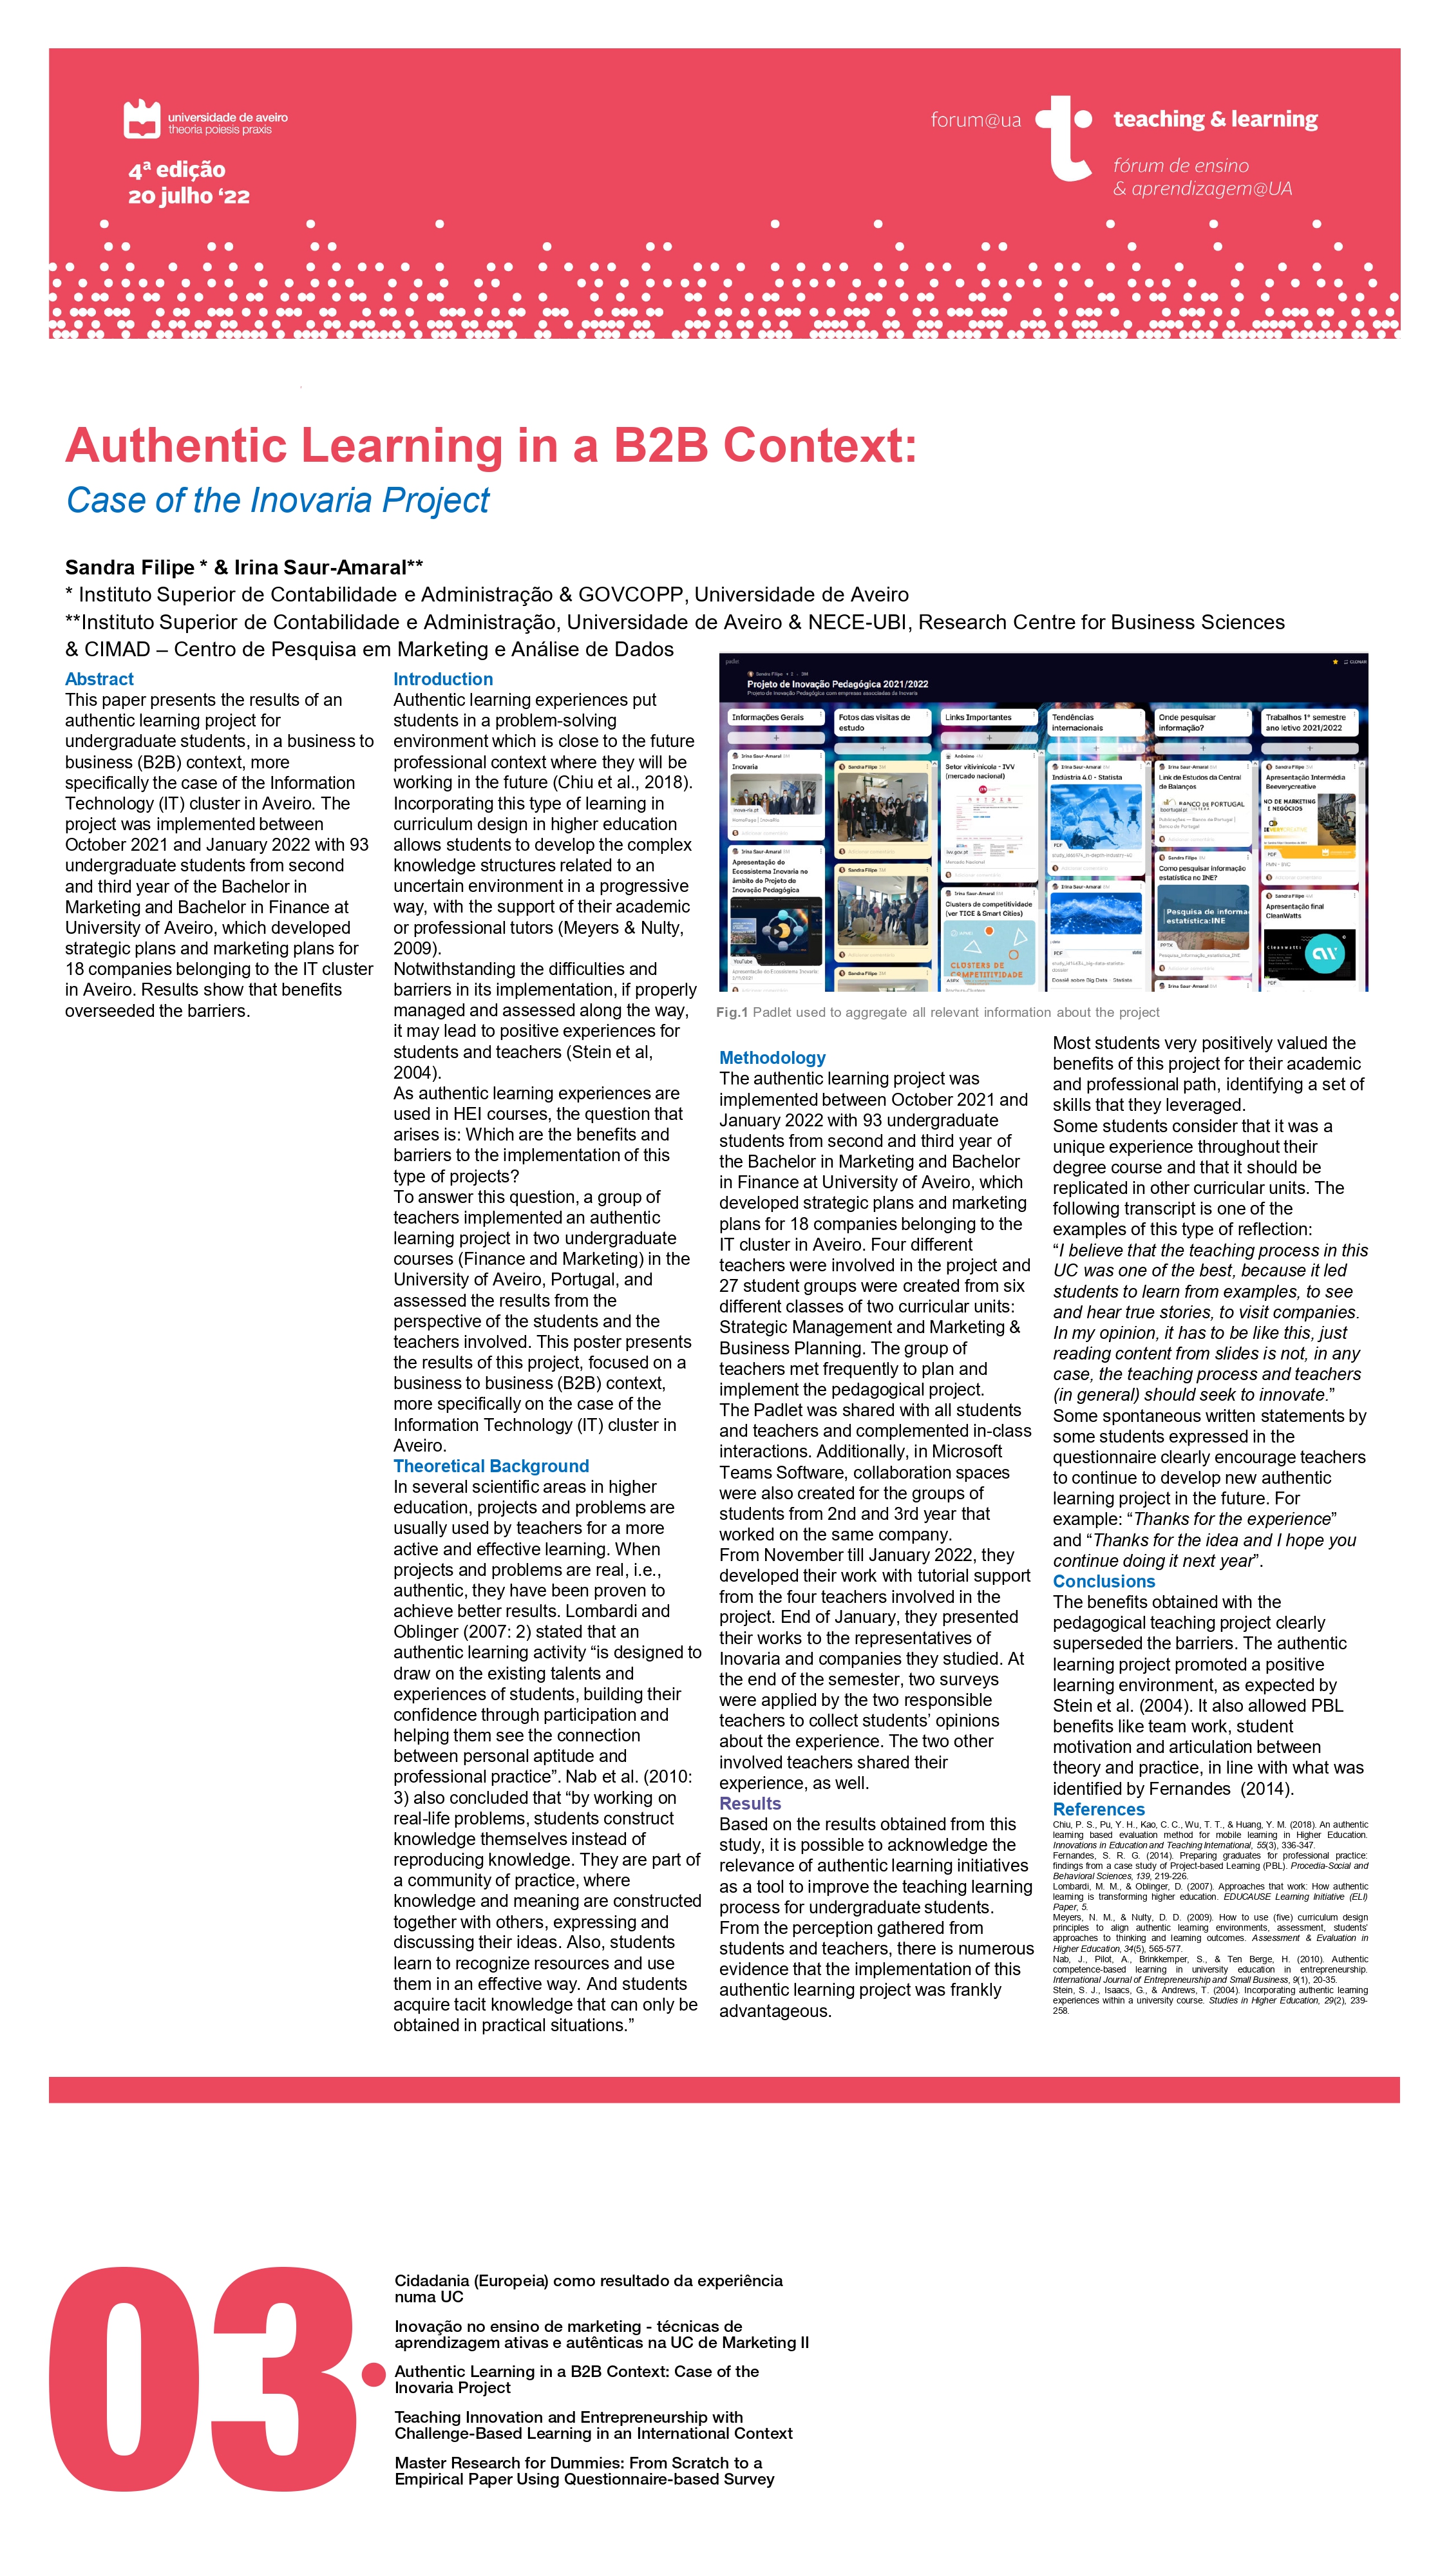 universidade de aveiro
theoria poiesis praxis
4ª edição
20 julho ‘22
forum@ua
teaching & learning
fórum de ensino
& aprendizagem@UA
Authentic Learning in a B2B Context:
Case of the Inovaria Project
Sandra Filipe * & Irina Saur-Amaral**
* Instituto Superior de Contabilidade e Administração & GOVCOPP, Universidade de Aveiro
**Instituto Superior de Contabilidade e Administração, Universidade de Aveiro & NECE-UBI, Research Centre for Business Sciences
& CIMAD – Centro de Pesquisa em Marketing e Análise de Dados
Abstract
This paper presents the results of an
authentic learning project for
undergraduate students, in a business to
business (B2B) context, more
specifically the case of the Information
Technology (IT) cluster in Aveiro. The
project was implemented between
October 2021 and January 2022 with 93
undergraduate students from second
and third year of the Bachelor in
Marketing and Bachelor in Finance at
University of Aveiro, which developed
strategic plans and marketing plans for
18 companies belonging to the IT cluster
in Aveiro. Results show that benefits
overseeded the barriers.
Introduction
Authentic learning experiences put
students in a problem-solving
environment which is close to the future
professional context where they will be
working in the future (Chiu et al., 2018).
Incorporating this type of learning in
curriculum design in higher education
allows students to develop the complex
knowledge structures related to an
uncertain environment in a progressive
way, with the support of their academic
or professional tutors (Meyers & Nulty,
2009).
Notwithstanding the difficulties and
barriers in its implementation, if properly
managed and assessed along the way,
it may lead to positive experiences for
students and teachers (Stein et al,
2004).
As authentic learning experiences are
used in HEI courses, the question that
arises is: Which are the benefits and
barriers to the implementation of this
type of projects?
To answer this question, a group of
teachers implemented an authentic
learning project in two undergraduate
courses (Finance and Marketing) in the
University of Aveiro, Portugal, and
assessed the results from the
perspective of the students and the
teachers involved. This poster presents
the results of this project, focused on a
business to business (B2B) context,
more specifically on the case of the
Information Technology (IT) cluster in
Aveiro.
Theoretical Background
In several scientific areas in higher
education, projects and problems are
usually used by teachers for a more
active and effective learning. When
projects and problems are real, i.e.,
authentic, they have been proven to
achieve better results. Lombardi and
Oblinger (2007: 2) stated that an
authentic learning activity “is designed to
draw on the existing talents and
experiences of students, building their
confidence through participation and
helping them see the connection
between personal aptitude and
professional practice”. Nab et al. (2010:
3) also concluded that “by working on
real-life problems, students construct
knowledge themselves instead of
reproducing knowledge. They are part of
a community of practice, where
knowledge and meaning are constructed
together with others, expressing and
discussing their ideas. Also, students
learn to recognize resources and use
them in an effective way. And students
acquire tacit knowledge that can only be
obtained in practical situations.”
padlet
Projeto de Inovação Pedagógica 2021/2022
Projeto de Inovação Pedagógica com empresas associadas da Inovaria
Informações Gerais
Inovaria
Apresentação do
Ecossistema Inovaria no
âmbito do Projeto do
Inovação Pedagógica
YouTube
Fotos das visitas de
estudo
Sandra Filipe
Sandra Filipe
Sandra Filipe
Links Importantes
Setor vitivinícola - IVV
(mercado nacional)
Clusters de competitividade
(ver TICE & Smart Cities)
CLUSTERS DE
COMPETITIVIDADE
Tendências
internacionais
Indústria 4.0 - Statista
PDF
Dossiê sobre Big Data - Statista
Onde pesquisar
informação?
Link de Estudos da Central
de Balanços
BANCO DE PORTUGAL
Como pesquisar Informação
estatística no INE?
Pesquisa de informa
estatística:INE
PPTX
Trabalhos 1º semestre
ano letivo 2021/2022
Apresentação Intermédia
Beeverycreative
Apresentação final
CleanWatts
PDF
Fig.1 Padlet used to aggregate all relevant information about the project
Methodology
The authentic learning project was
implemented between October 2021 and
January 2022 with 93 undergraduate
students from second and third year of
the Bachelor in Marketing and Bachelor
in Finance at University of Aveiro, which
developed strategic plans and marketing
plans for 18 companies belonging to the
IT cluster in Aveiro. Four different
teachers were involved in the project and
27 student groups were created from six
different classes of two curricular units:
Strategic Management and Marketing &
Business Planning. The group of
teachers met frequently to plan and
implement the pedagogical project.
The Padlet was shared with all students
and teachers and complemented in-class
interactions. Additionally, in Microsoft
Teams Software, collaboration spaces
were also created for the groups of
students from 2nd and 3rd year that
worked on the same company.
From November till January 2022, they
developed their work with tutorial support
from the four teachers involved in the
project. End of January, they presented
their works to the representatives of
Inovaria and companies they studied. At
the end of the semester, two surveys
were applied by the two responsible
teachers to collect students’ opinions
about the experience. The two other
involved teachers shared their
experience, as well.
Results
Based on the results obtained from this
study, it is possible to acknowledge the
relevance of authentic learning initiatives
as a tool to improve the teaching learning
process for undergraduate students.
From the perception gathered from
students and teachers, there is numerous
evidence that the implementation of this
authentic learning project was frankly
advantageous.
Most students very positively valued the
benefits of this project for their academic
and professional path, identifying a set of
skills that they leveraged.
Some students consider that it was a
unique experience throughout their
degree course and that it should be
replicated in other curricular units. The
following transcript is one of the
examples of this type of reflection:
“I believe that the teaching process in this
UC was one of the best, because it led
students to learn from examples, to see
and hear true stories, to visit companies.
In my opinion, it has to be like this, just
reading content from slides is not, in any
case, the teaching process and teachers
(in general) should seek to innovate.”
Some spontaneous written statements by
some students expressed in the
questionnaire clearly encourage teachers
to continue to develop new authentic
learning project in the future. For
example: “Thanks for the experience”
and “Thanks for the idea and I hope you
continue doing it next year”.
Conclusions
The benefits obtained with the
pedagogical teaching project clearly
superseded the barriers. The authentic
learning project promoted a positive
learning environment, as expected by
Stein et al. (2004). It also allowed PBL
benefits like team work, student
motivation and articulation between
theory and practice, in line with what was
identified by Fernandes (2014).
References
Chiu, P. S., Pu, Y. H., Kao, C. C., Wu, T. T., & Huang, Y. M. (2018). An authentic
learning based evaluation method for mobile learning in Higher Education.
Innovations in Education and Teaching International, 55(3), 336-347.
Fernandes, S. R. G. (2014). Preparing graduates for professional practice:
findings from a case study of Project-based Learning (PBL). Procedia-Social and
Behavioral Sciences, 139, 219-226.
Lombardi, M. M., & Oblinger, D. (2007). Approaches that work: How authentic
learning is transforming higher education. EDUCAUSE Learning Initiative (ELI)
Paper, 5.
Meyers, N. M., & Nulty, D. D. (2009). How to use (five) curriculum design
principles to align authentic learning environments, assessment, students’
approaches to thinking and learning outcomes. Assessment & Evaluation in
Higher Education, 34(5), 565-577.
Nab, J., Pilot, A., Brinkkemper, S., & Ten Berge, H. (2010). Authentic
competence-based learning in university education in entrepreneurship.
International Journal of Entrepreneurship and Small Business, 9(1), 20-35.
Stein, S. J., Isaacs, G., & Andrews, T. (2004). Incorporating authentic learning
experiences within a university course. Studies in Higher Education, 29(2), 239-
258.
03
Cidadania (Europeia) como resultado da experiência
numa UC
Inovação no ensino de marketing - técnicas de
aprendizagem ativas e autênticas na UC de Marketing II
Authentic Learning in a B2B Context: Case of the
Inovaria Project
Teaching Innovation and Entrepreneurship with
Challenge-Based Learning in an International Context
Master Research for Dummies: From Scratch to a
Empirical Paper Using Questionnaire-based Survey